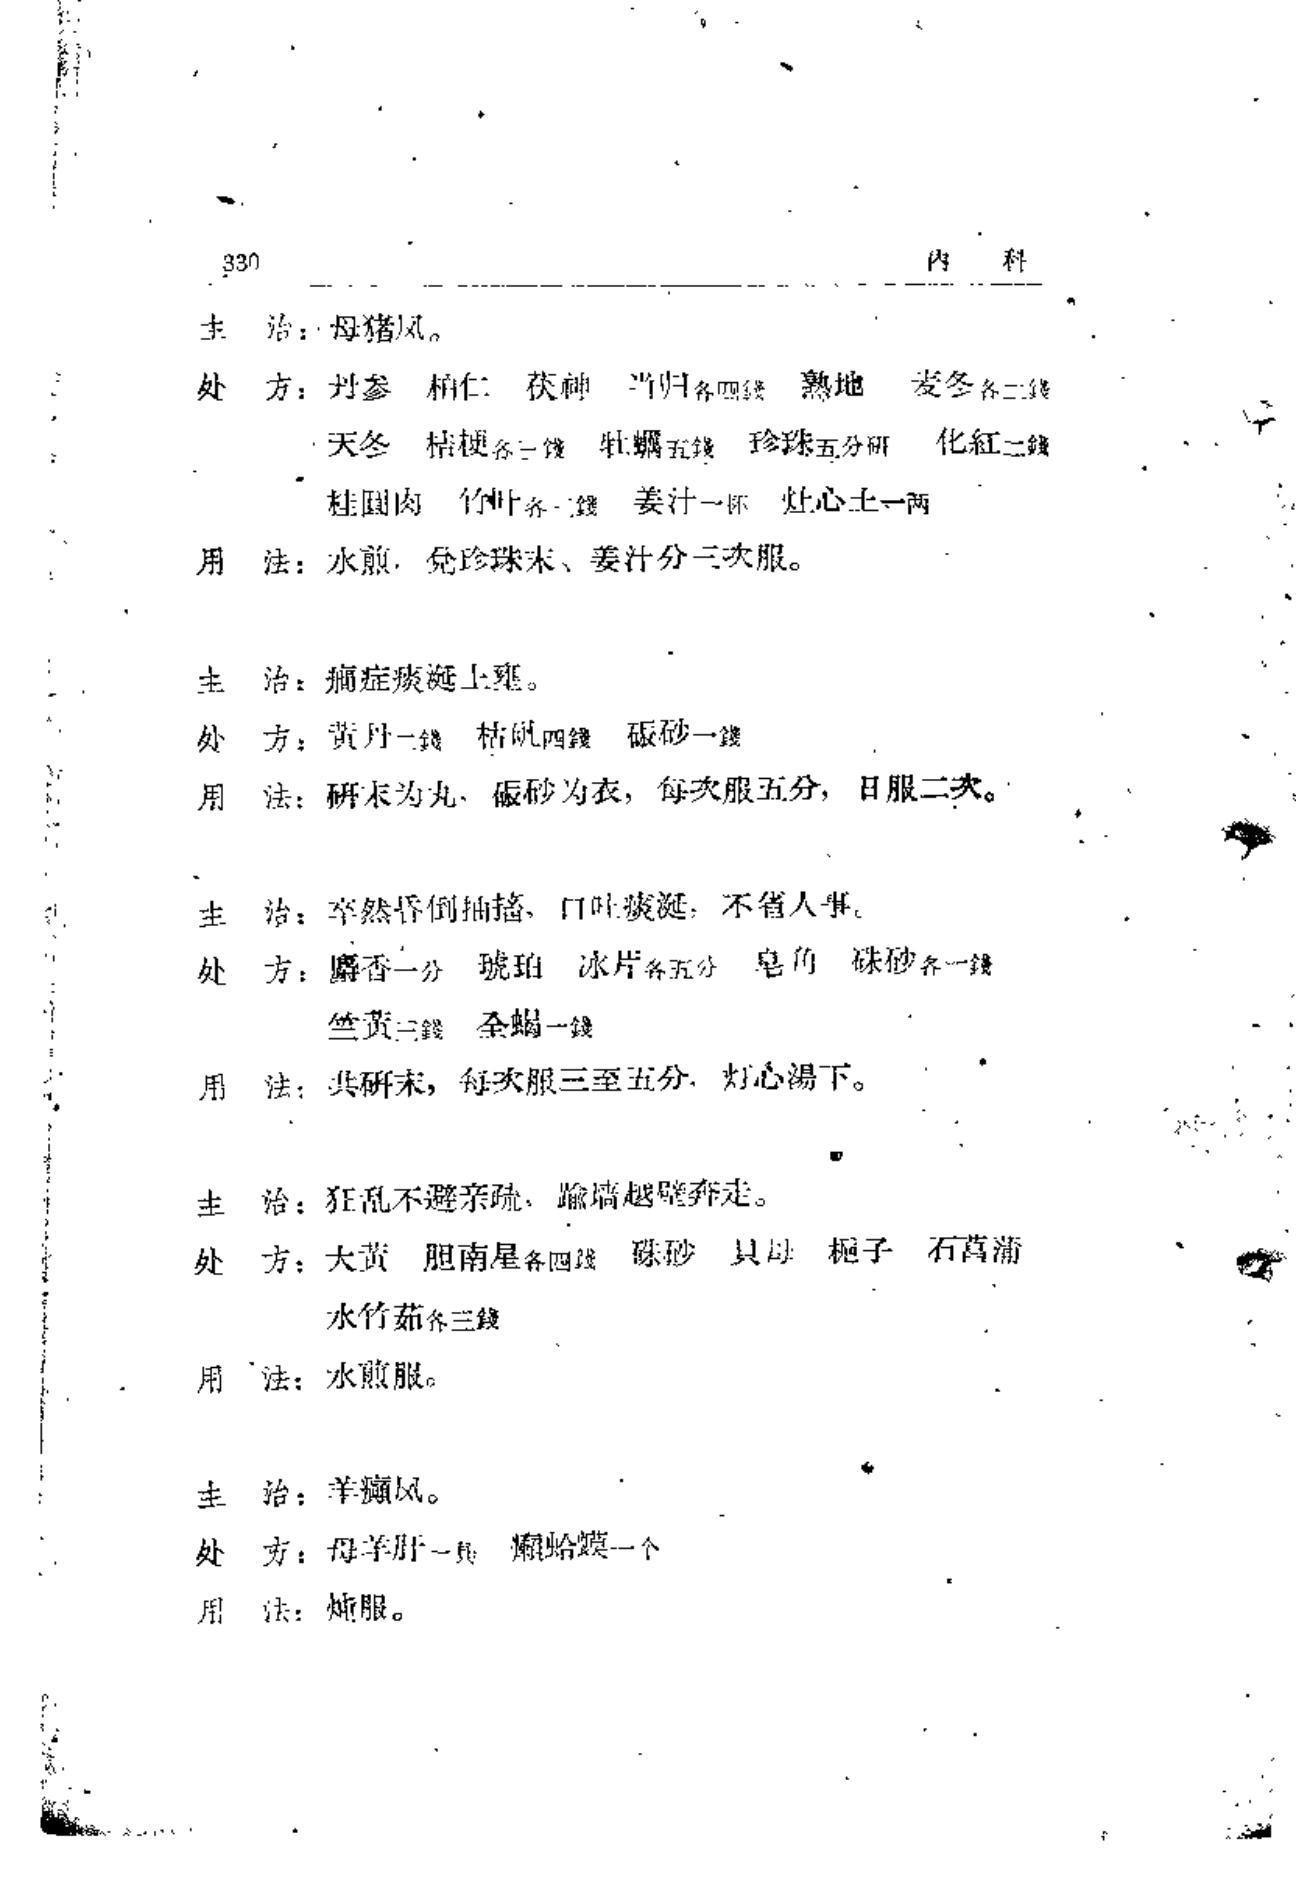 330 內 科
主 治：母猪风。
处 方：丹参 柏仁 茯神 当归各四錢 熟地 麦冬各三錢
天冬 桔梗各三錢 牡蠣五錢 珍珠五分研 化紅二錢
桂圓肉 竹叶各二錢 姜汁一杯 灶心土一两
用 法：水煎，兌珍珠末、姜汁分三次服。
主 治：癇症痰涎上壅。
处 方：黄丹一錢 枯矾四錢 硃砂一錢
用 法：研末为丸，硃砂为衣，每次服五分，日服二次。
主 治：卒然昏倒抽搐，口吐痰涎，不省人事。
处 方：麝香一分 琥珀 冰片各五分 皂角 硃砂各一錢
竺黄三錢 全蝎一錢
用 法：共研末，每次服三至五分，灯心湯下。
主 治：狂乱不避亲疏，踰墙越壁奔走。
处 方：大黄 胆南星各四錢 硃砂 貝母 梔子 石菖蒲
水竹茹各三錢
用 法：水煎服。
主 治：羊癲风。
处 方：母羊肝一具 癩蛤蟆一个
用 法：炖服。